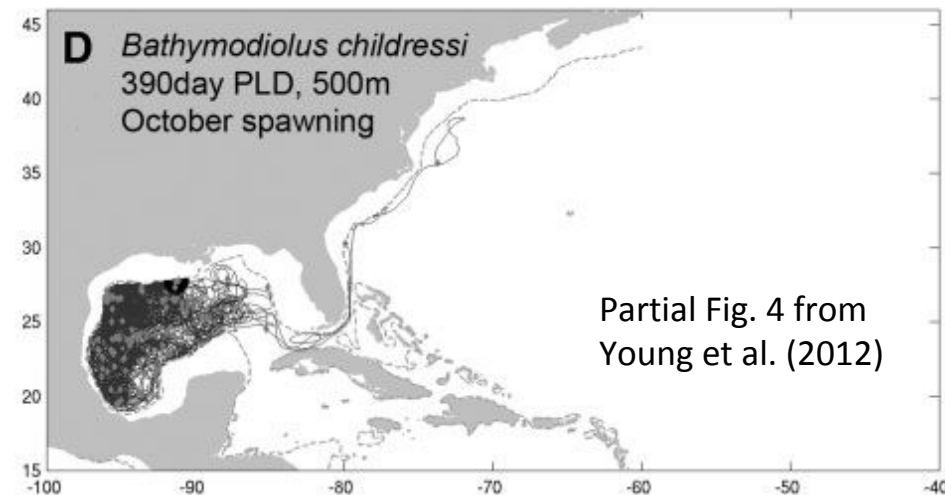 D Bathymodiolus childressi
390day PLD, 500m
October spawning
Partial Fig. 4 from
Young et al. (2012)
45
40
35
30
25
20
15
-100 -90 -80 -70 -60 -50 -40